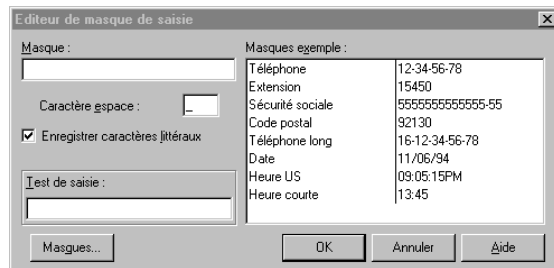 Editeur de masque de saisie
Masque :
Caractère espace : _
Enregistrer caractères littéraux
Test de saisie :
Masques exemple :
Téléphone 12-34-56-78
Extension 15450
Sécurité sociale 5555555555555-55
Code postal 92130
Téléphone long 16-12-34-56-78
Date 11/06/94
Heure US 09:05:15PM
Heure courte 13:45
Masques...
OK
Annuler
Aide